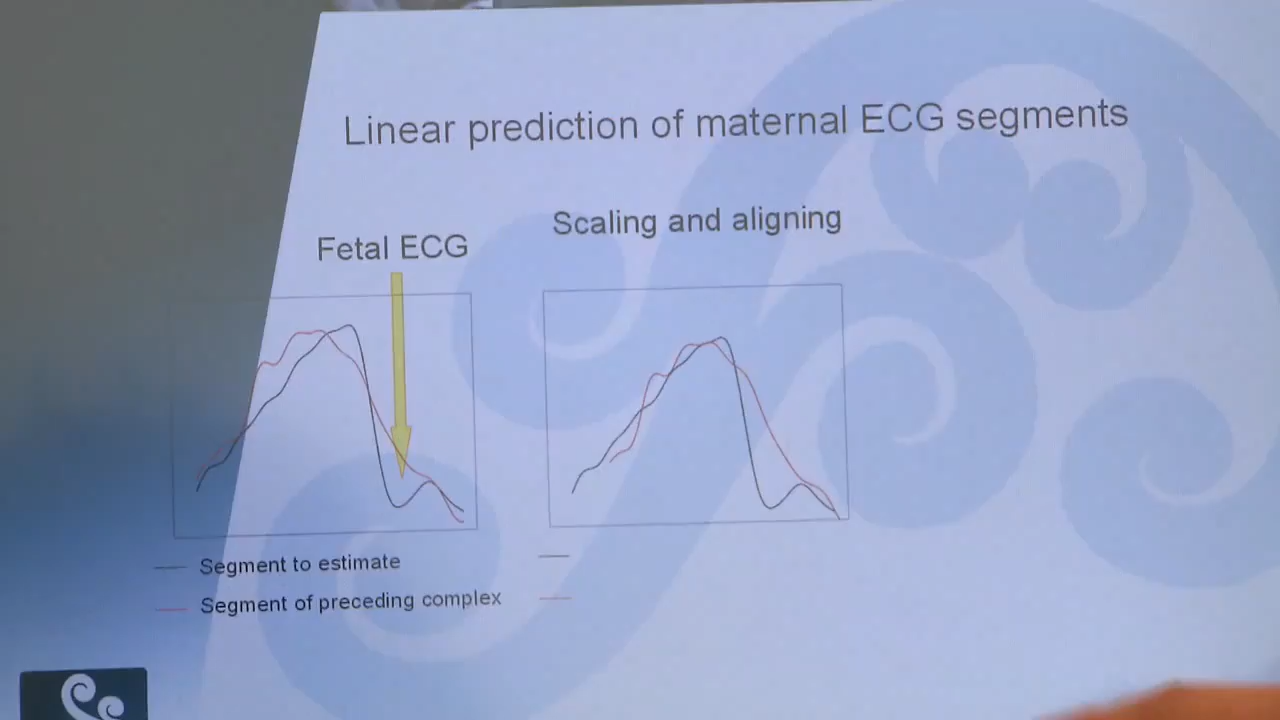 Linear prediction of maternal ECG segments
Scaling and aligning
Fetal ECG
Segment to estimate
Segment of preceding complex